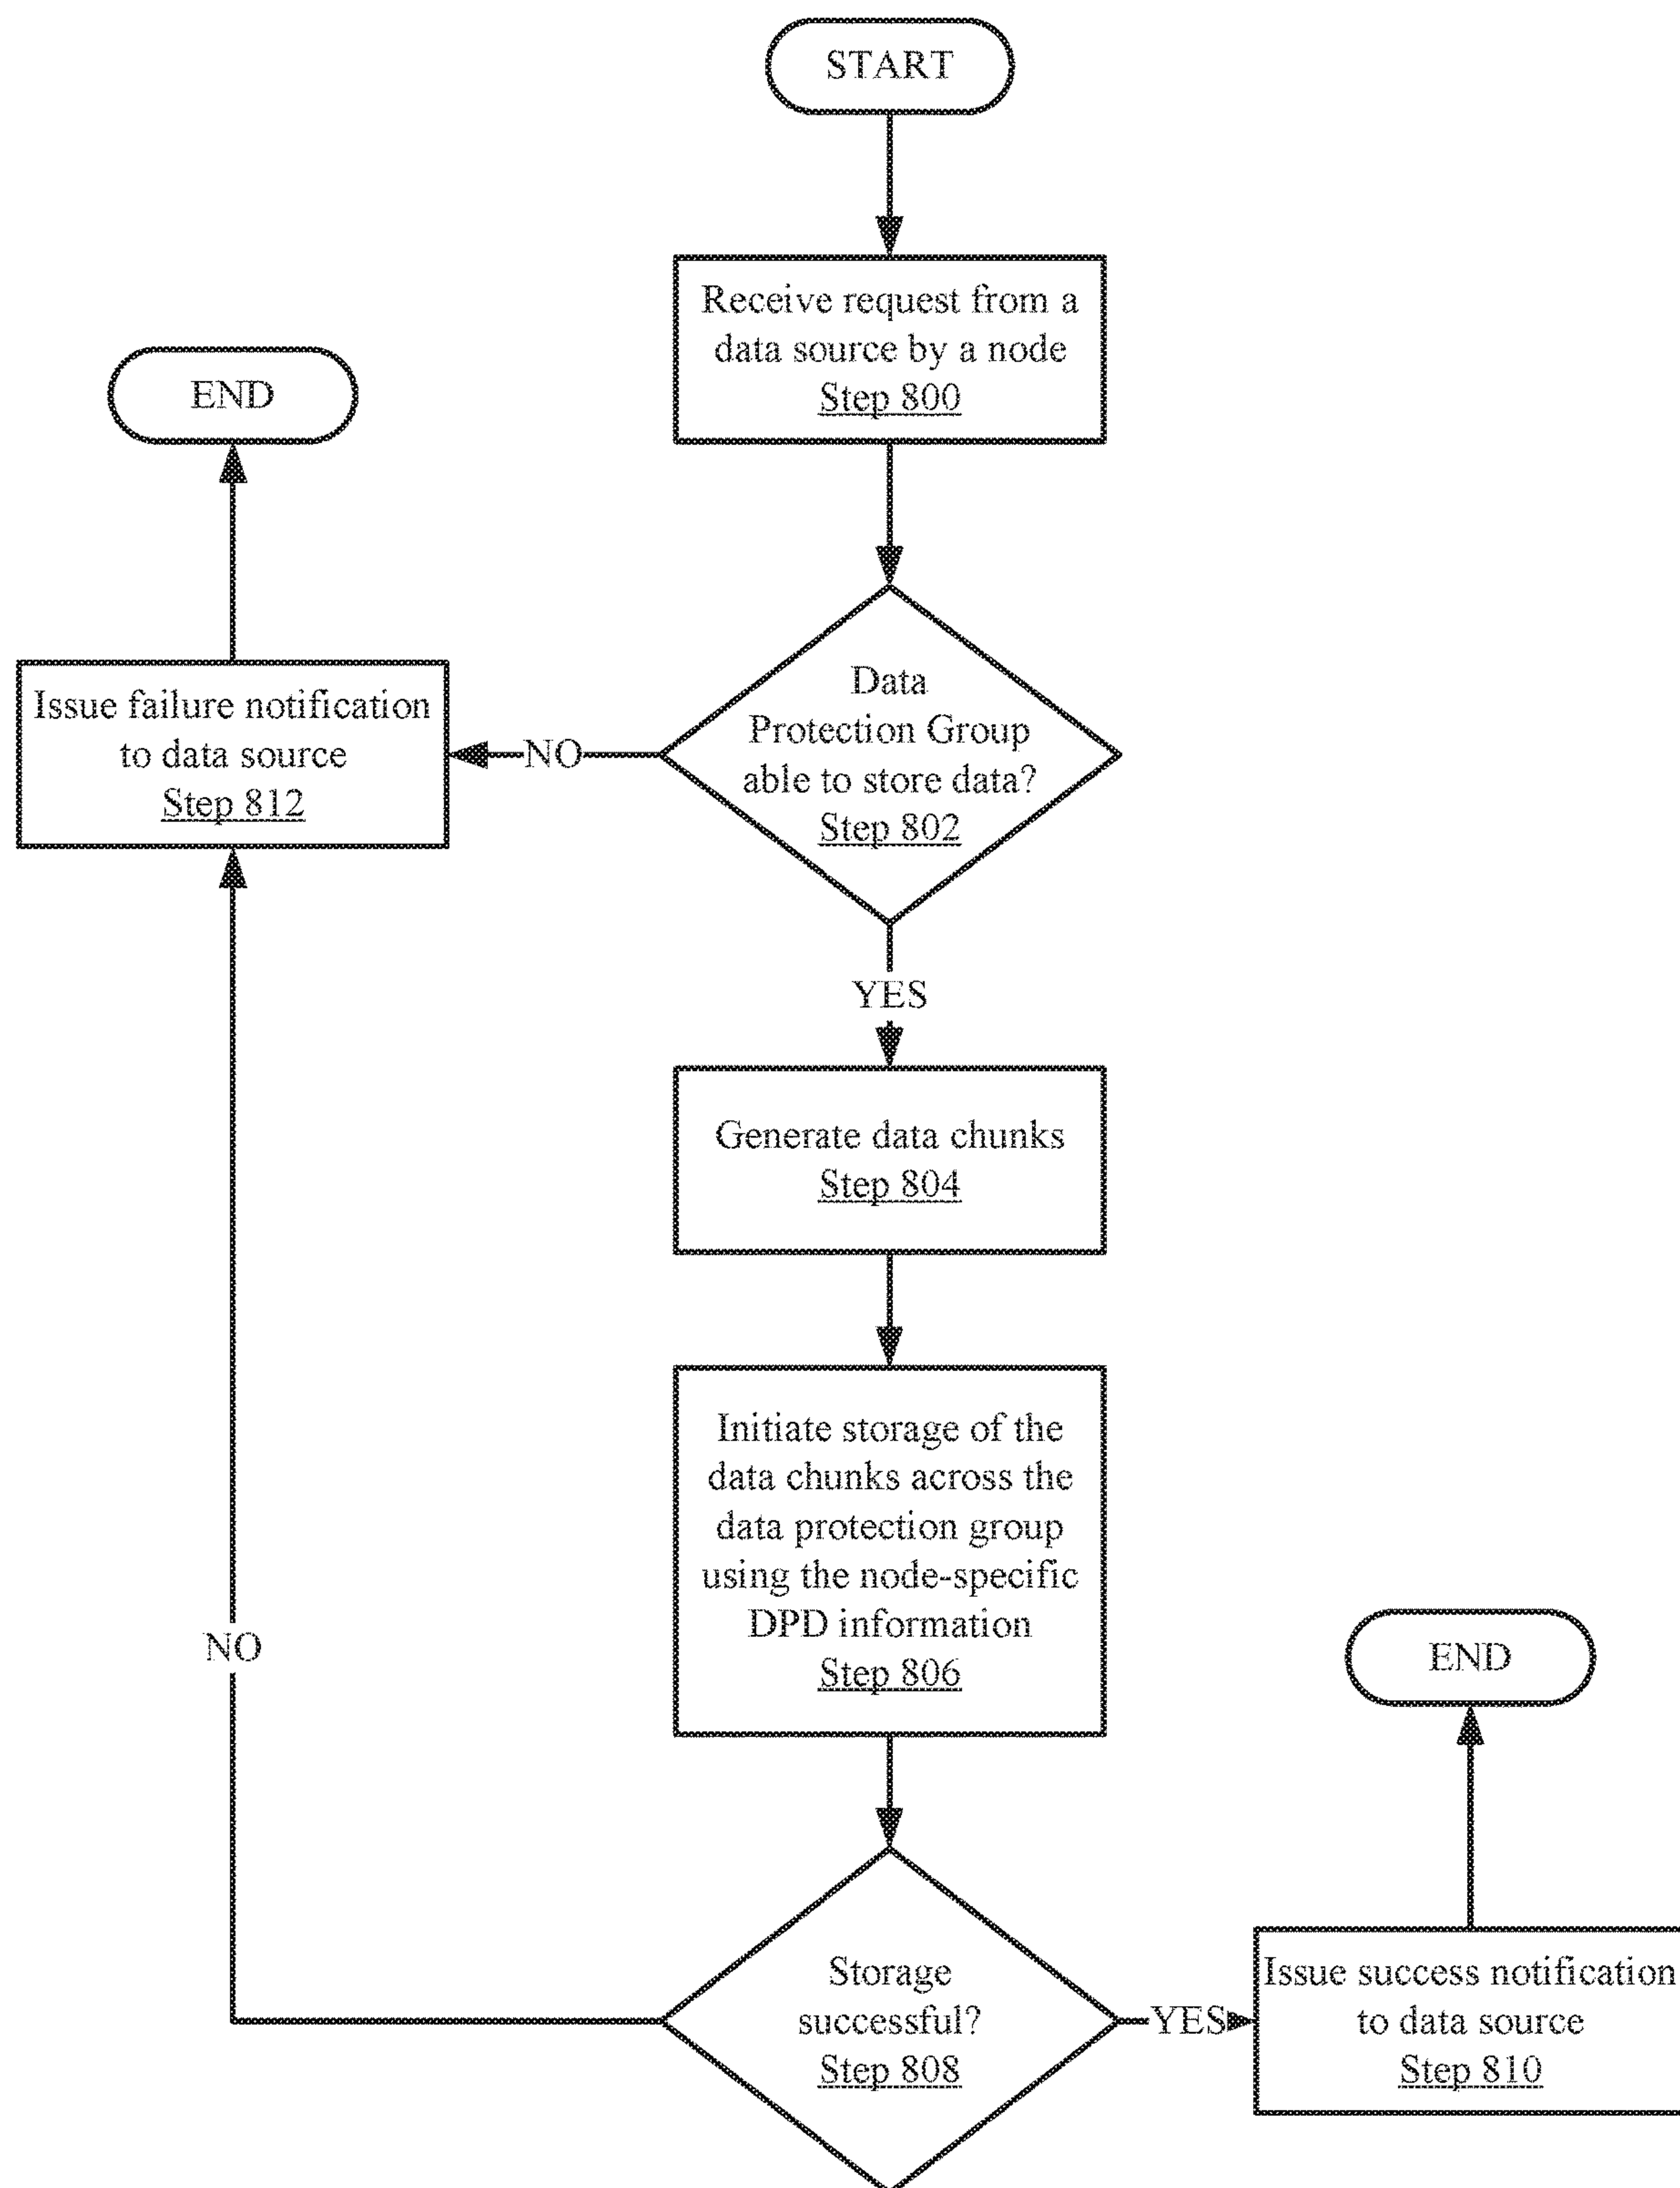 START
Receive request from a
data source by a node
Step 800
END
Data
Protection Group
able to store data?
Step 802
NO
Issue failure notification
to data source
Step 812
YES
Generate data chunks
Step 804
Initiate storage of the
data chunks across the
data protection group
using the node-specific
DPD information
Step 806
NO
END
Storage
successful?
Step 808
YES
Issue success notification
to data source
Step 810